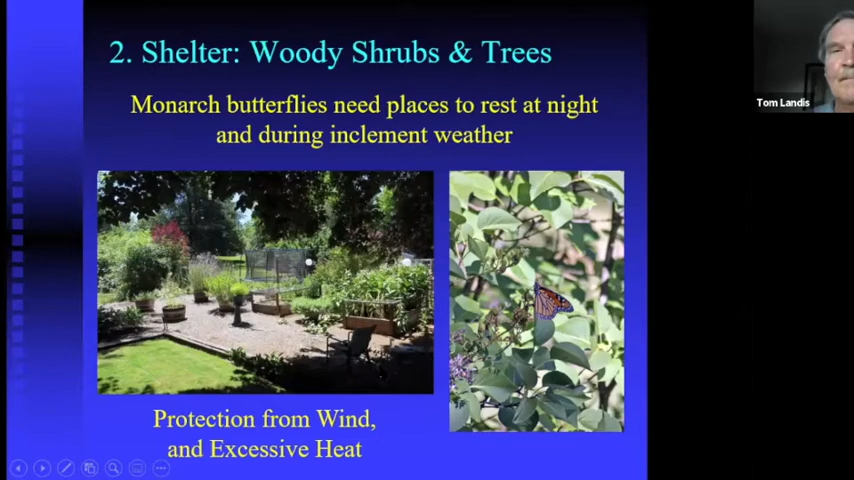 2. Shelter: Woody Shrubs & Trees
Monarch butterflies need places to rest at night
and during inclement weather
Tom Landis
Protection from Wind,
and Excessive Heat